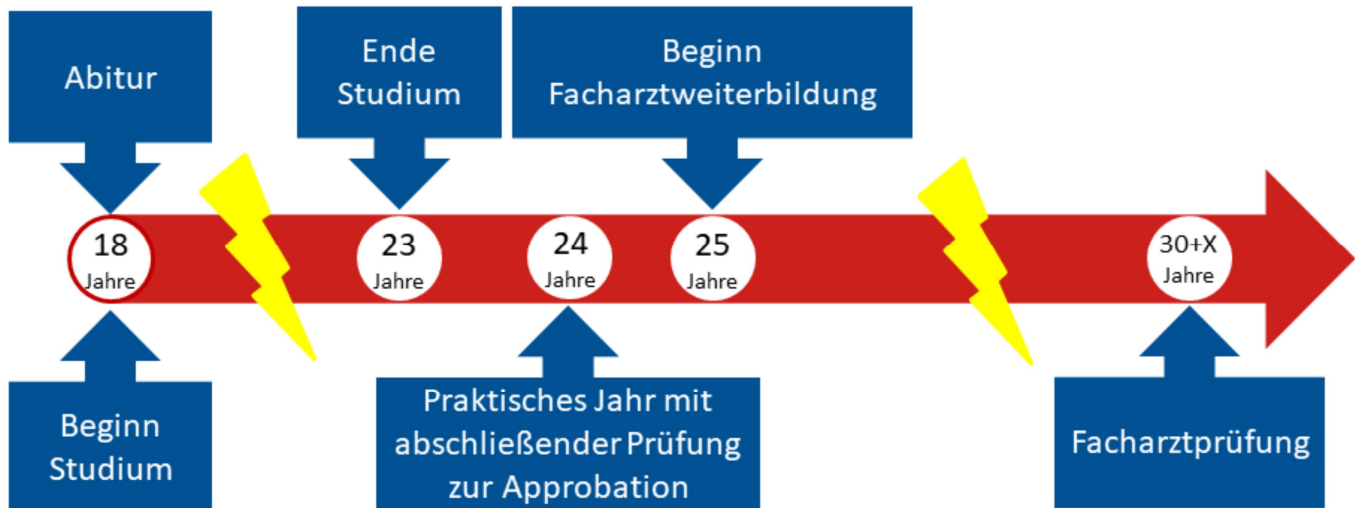 Abitur
Ende
Studium
Beginn
Facharztweiterbildung
18
Jahre
23
Jahre
24
Jahre
25
Jahre
30+X
Jahre
Beginn
Studium
Praktisches Jahr mit
abschließender Prüfung
zur Approbation
Facharztprüfung